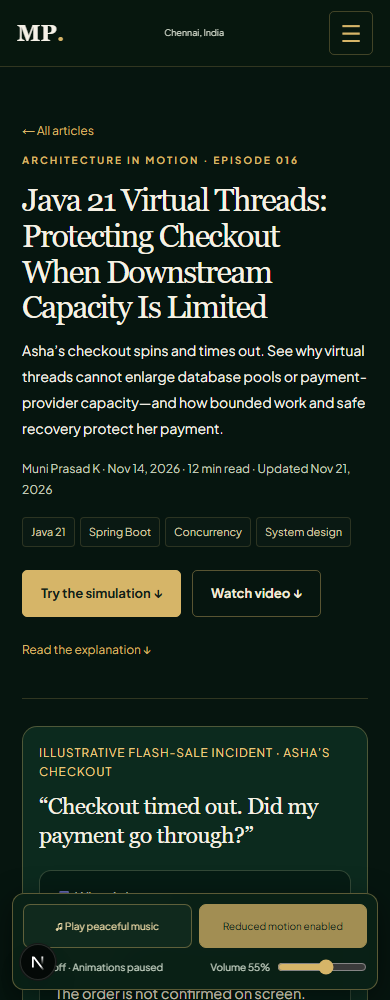 MP.
Chennai, India
← All articles
ARCHITECTURE IN MOTION · EPISODE 016
Java 21 Virtual Threads:
Protecting Checkout
When Downstream
Capacity Is Limited
Asha's checkout spins and times out. See why virtual
threads cannot enlarge database pools or payment-
provider capacity—and how bounded work and safe
recovery protect her payment.
Muni Prasad K · Nov 14, 2026 · 12 min read · Updated Nov 21,
2026
Java 21 Spring Boot Concurrency System design
Try the simulation ↓ Watch video ↓
Read the explanation ↓
ILLUSTRATIVE FLASH-SALE INCIDENT · ASHA'S
CHECKOUT
“Checkout timed out. Did my
payment go through?”
♫ Play peaceful music Reduced motion enabled
N
off · Animations paused Volume 55%
The order is not confirmed on screen.